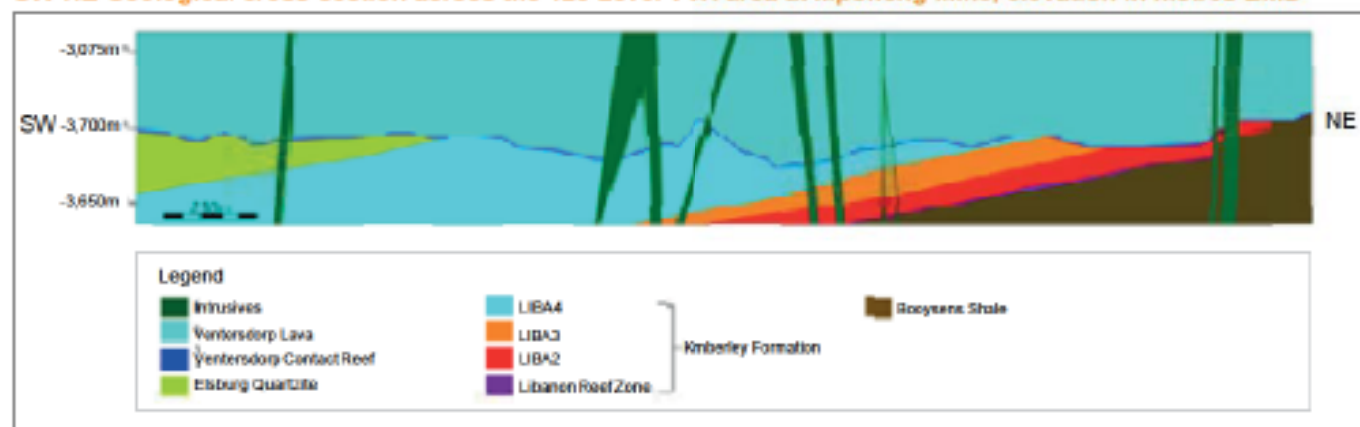 -3,075m
-3,700m
-3,650m
SW
NE
Legend
Intrusives
Ventersdorp Lava
Ventersdorp Contact Reef
Elsburg Quartzite
LIBA4
LIBA3
LIBA2
Libanon Reef Zone
Kimberley Formation
Booysens Shale